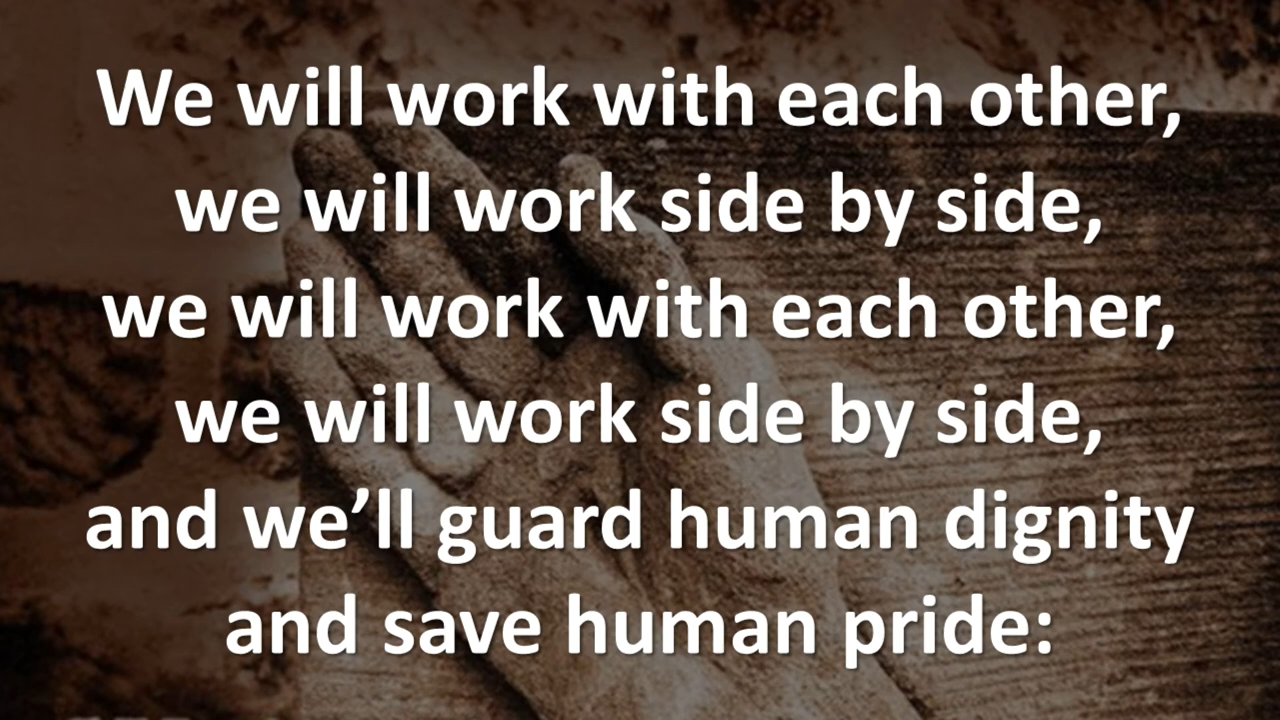 We will work with each other,
we will work side by side,
we will work with each other,
we will work side by side,
and we’ll guard human dignity
and save human pride: